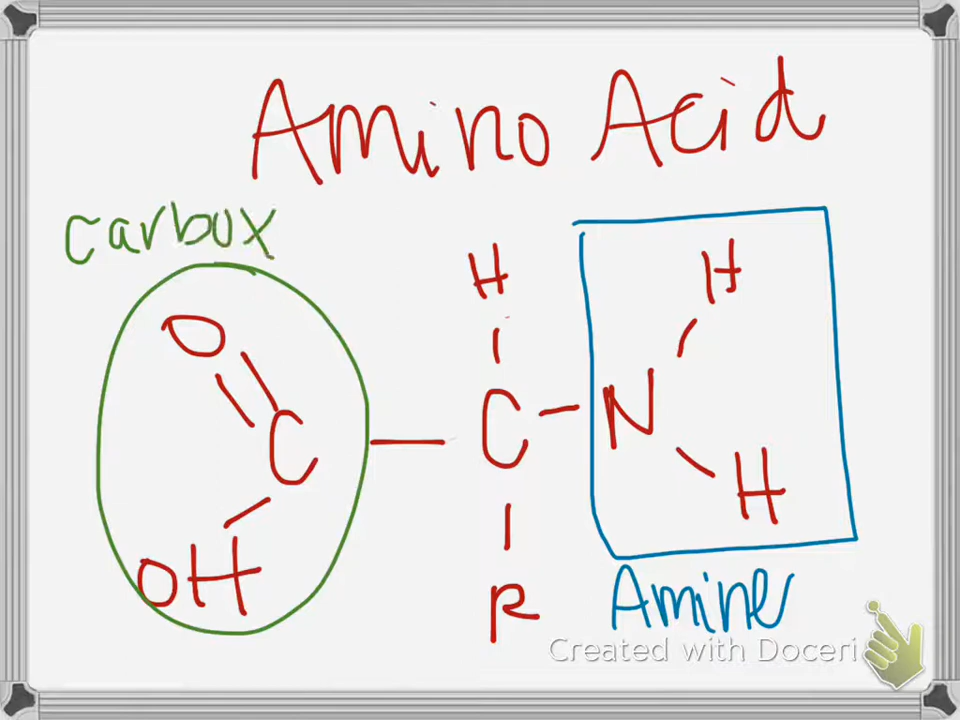 Amino Acid
carbox
H
H
O
C
C
N
H
OH
R
Amine
Created with Doceri